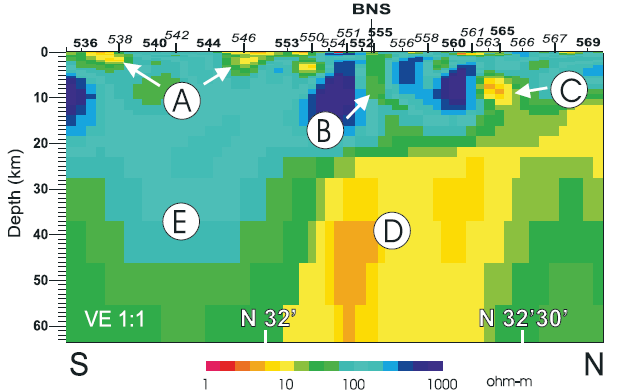 BNS
542 546 550 551 555 561 565
538 554 556 558 563 566 567
536 540 544 553 552 560 569
0
10
20
30
40
50
60
Depth (km)
A
B
C
E
D
VE 1:1 N 32' N 32'30'
S N
1 10 100 1000 ohm-m